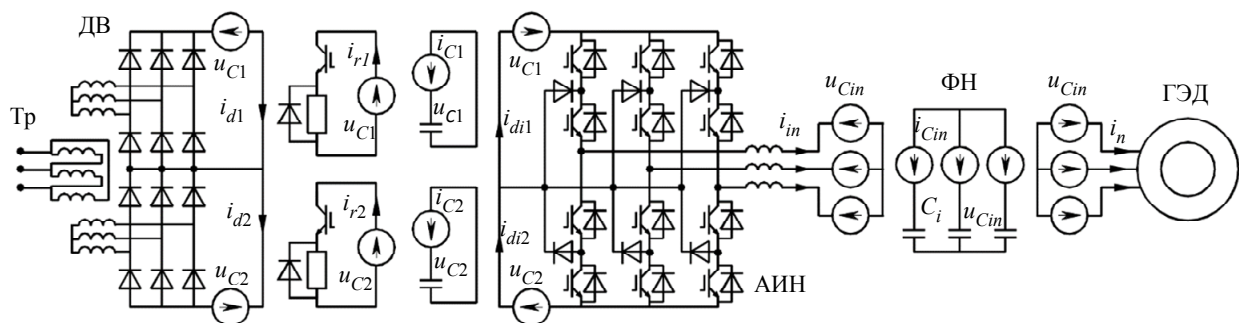 ДВ
u_C1
Тр
i_d1
i_d2
u_C2
i_r1
u_C1
i_r2
u_C2
i_C1
u_C1
i_C2
u_C2
u_C1
i_di1
i_di2
u_C2
АИН
i_in
u_Cin
ФН
i_Cin
C_i
u_Cin
u_Cin
i_n
ГЭД